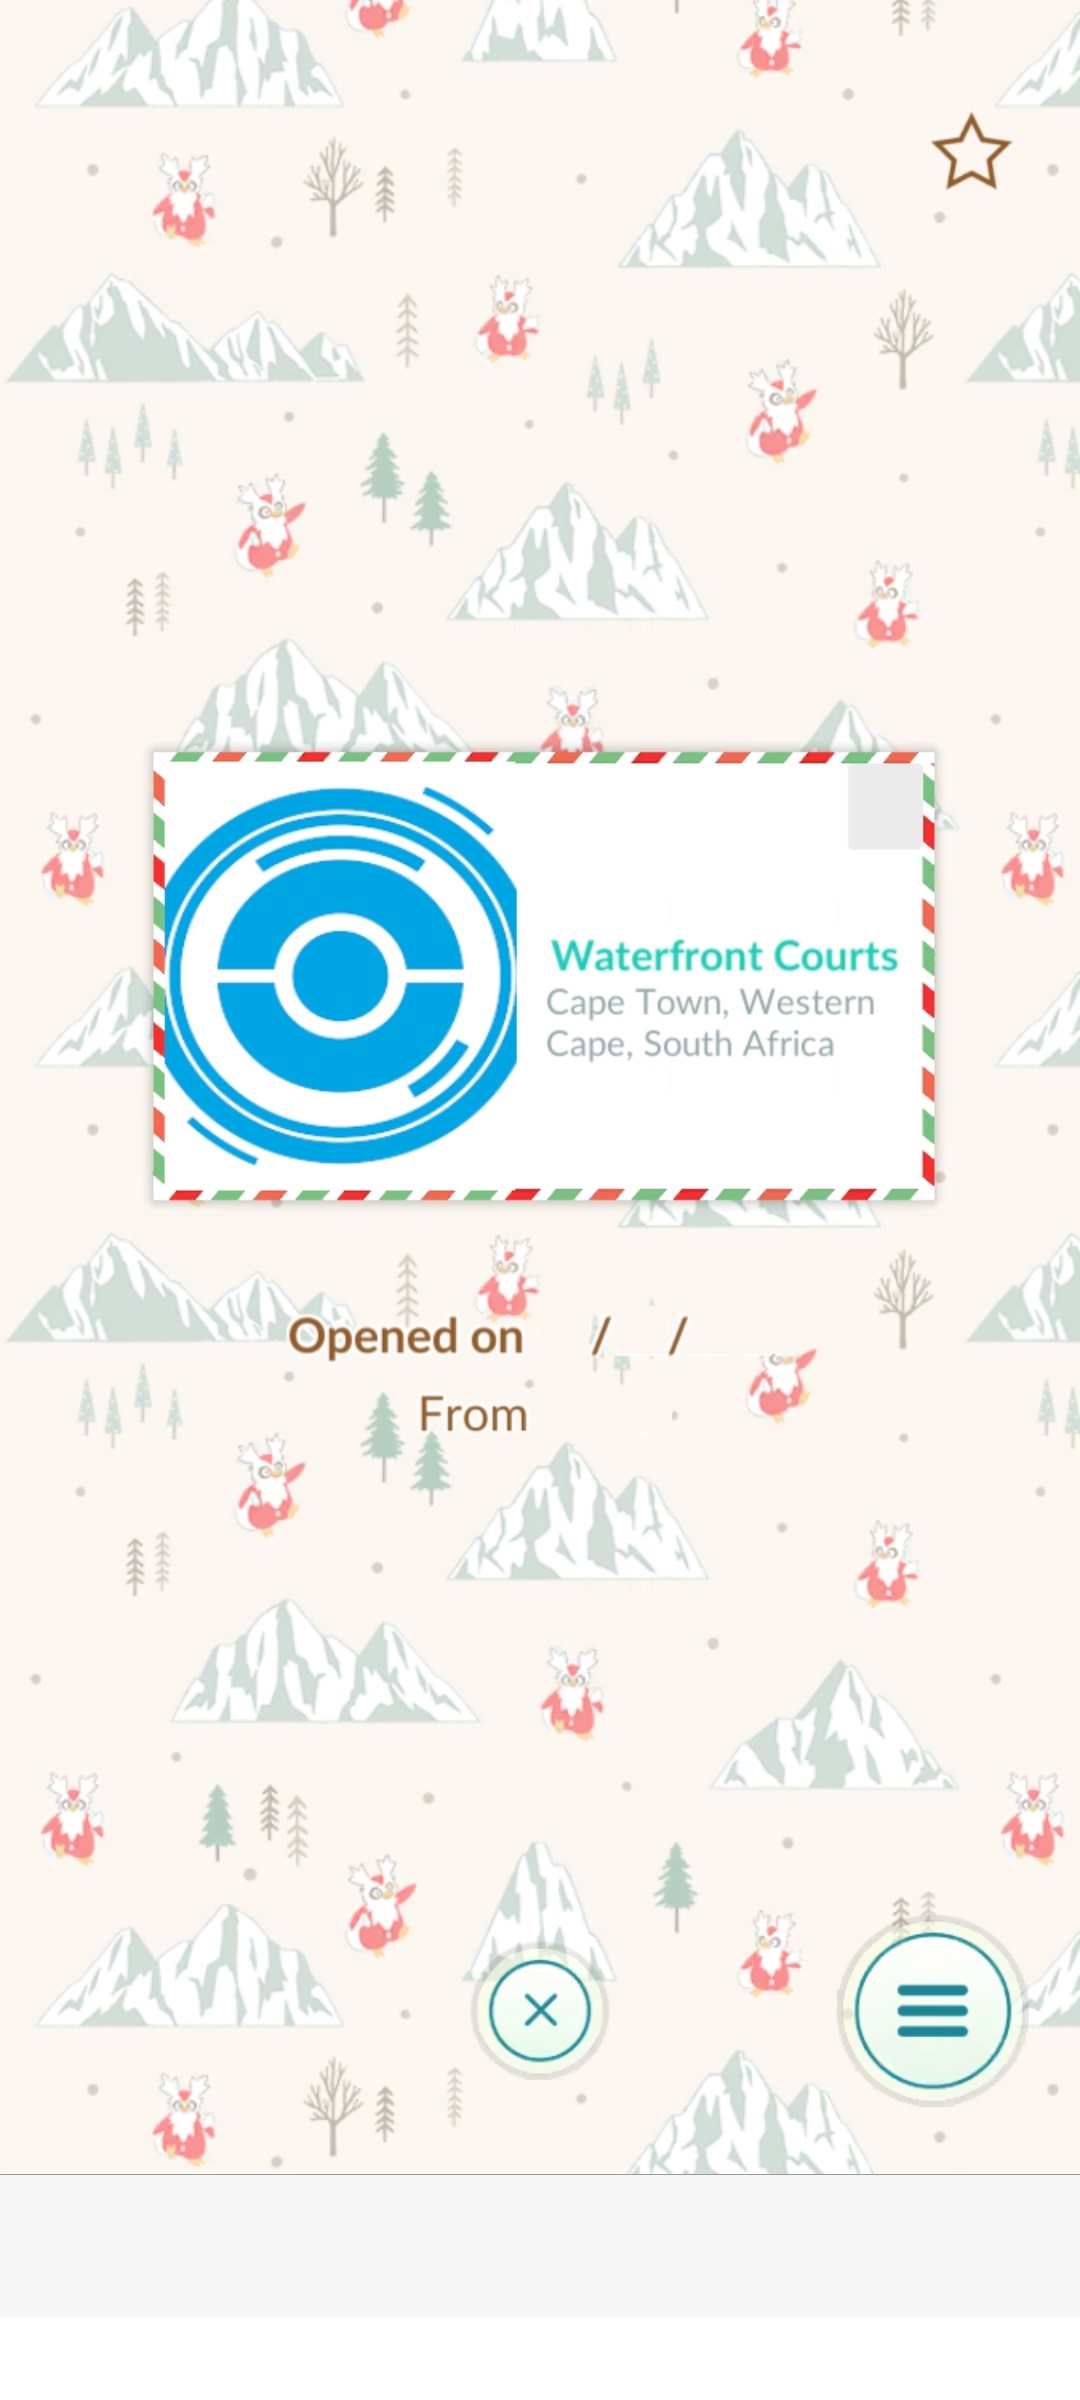 Waterfront Courts
Cape Town, Western
Cape, South Africa
Opened on / /
From